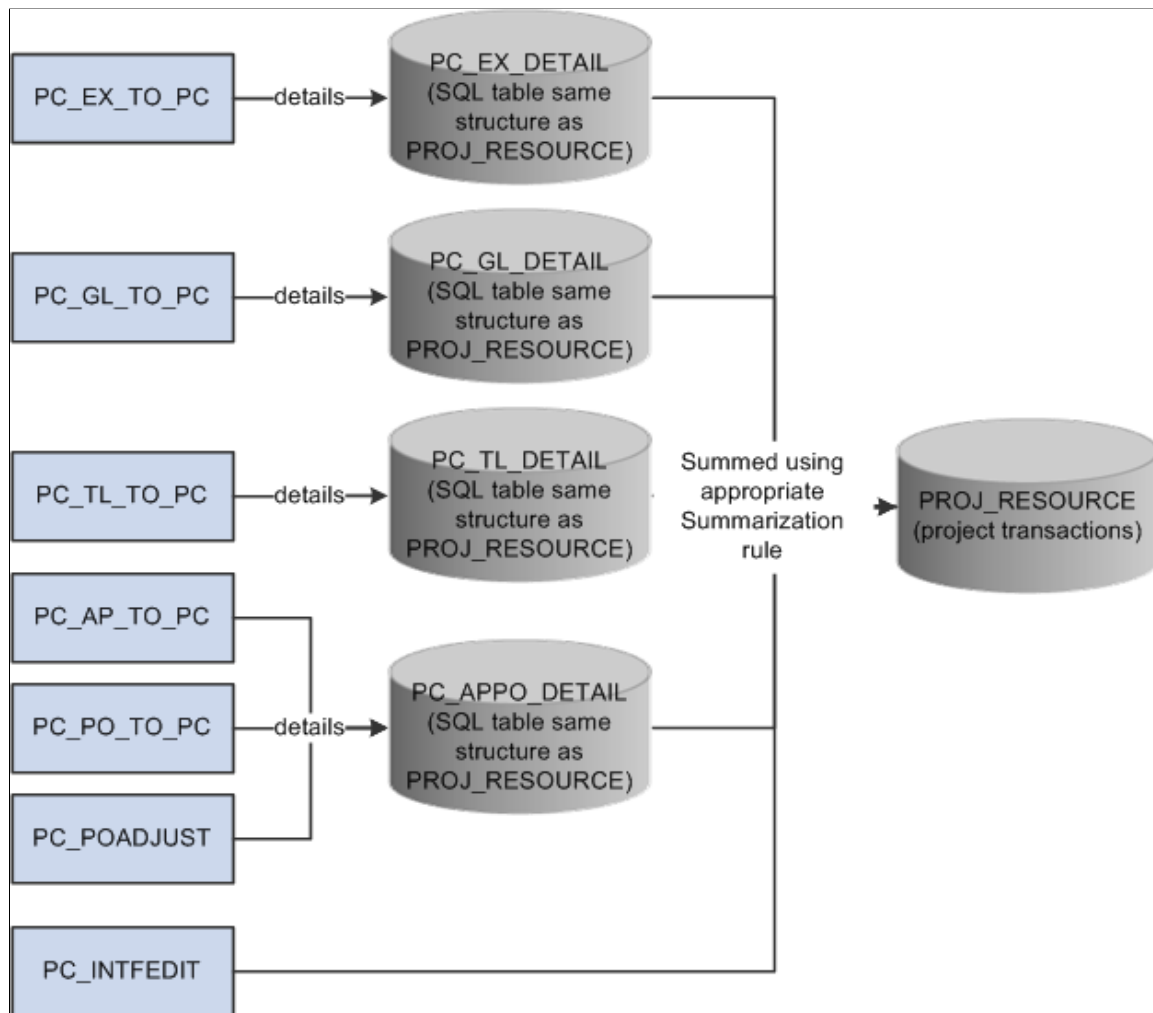 PC_EX_TO_PC
details
PC_EX_DETAIL
(SQL table same
structure as
PROJ_RESOURCE)
PC_GL_TO_PC
details
PC_GL_DETAIL
(SQL table same
structure as
PROJ_RESOURCE)
PC_TL_TO_PC
details
PC_TL_DETAIL
(SQL table same
structure as
PROJ_RESOURCE)
PC_AP_TO_PC
PC_PO_TO_PC
PC_POADJUST
details
PC_APPO_DETAIL
(SQL table same
structure as
PROJ_RESOURCE)
PC_INTFEDIT
Summed using
appropriate
Summarization
rule
PROJ_RESOURCE
(project transactions)